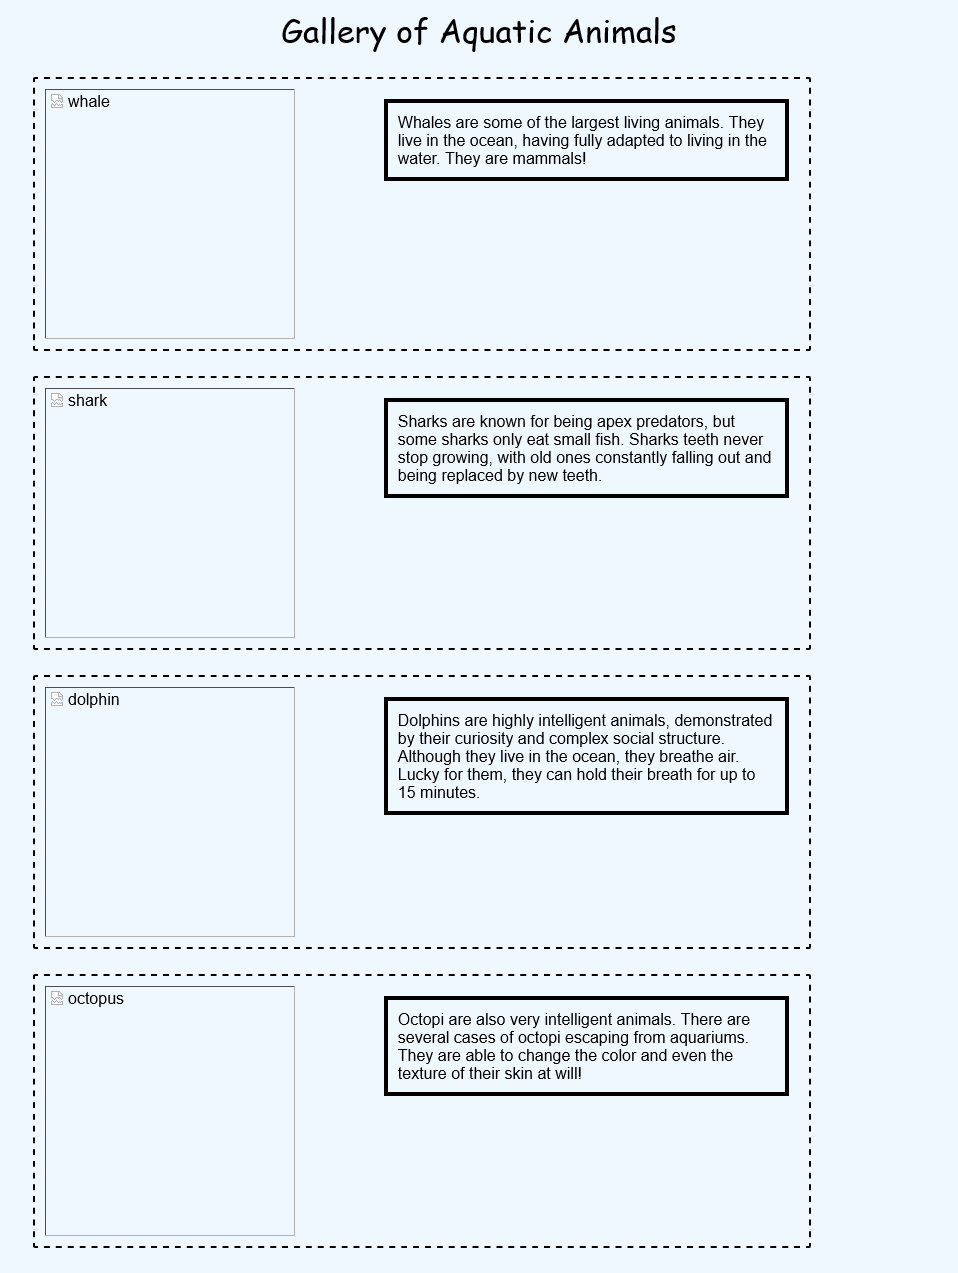 Gallery of Aquatic Animals
whale
Whales are some of the largest living animals. They
live in the ocean, having fully adapted to living in the
water. They are mammals!
shark
Sharks are known for being apex predators, but
some sharks only eat small fish. Sharks teeth never
stop growing, with old ones constantly falling out and
being replaced by new teeth.
dolphin
Dolphins are highly intelligent animals, demonstrated
by their curiosity and complex social structure.
Although they live in the ocean, they breathe air.
Lucky for them, they can hold their breath for up to
15 minutes.
octopus
Octopi are also very intelligent animals. There are
several cases of octopi escaping from aquariums.
They are able to change the color and even the
texture of their skin at will!